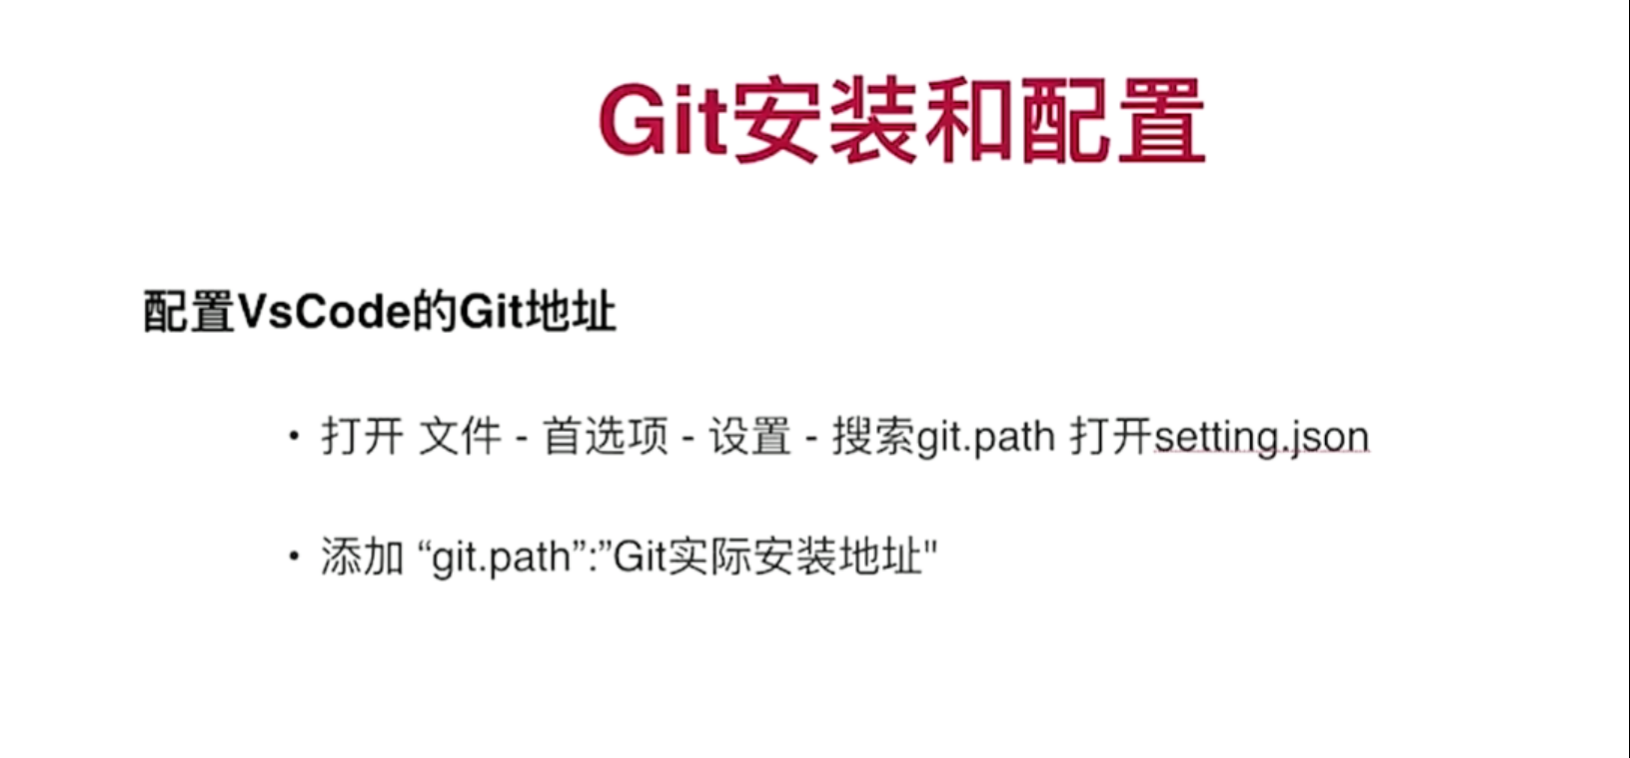 Git安装和配置
配置VsCode的Git地址
• 打开 文件 - 首选项 - 设置 - 搜索git.path 打开setting.json
• 添加 “git.path”:”Git实际安装地址"